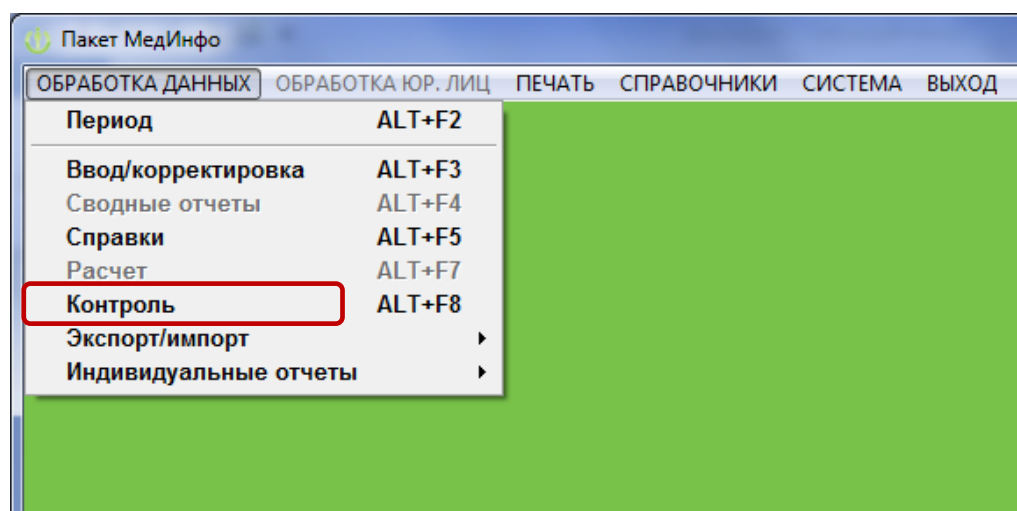 Пакет МедИнфо
ОБРАБОТКА ДАННЫХ ОБРАБОТКА ЮР. ЛИЦ ПЕЧАТЬ СПРАВОЧНИКИ СИСТЕМА ВЫХОД
Период ALT+F2
Ввод/корректировка ALT+F3
Сводные отчеты ALT+F4
Справки ALT+F5
Расчет ALT+F7
Контроль ALT+F8
Экспорт/импорт
Индивидуальные отчеты